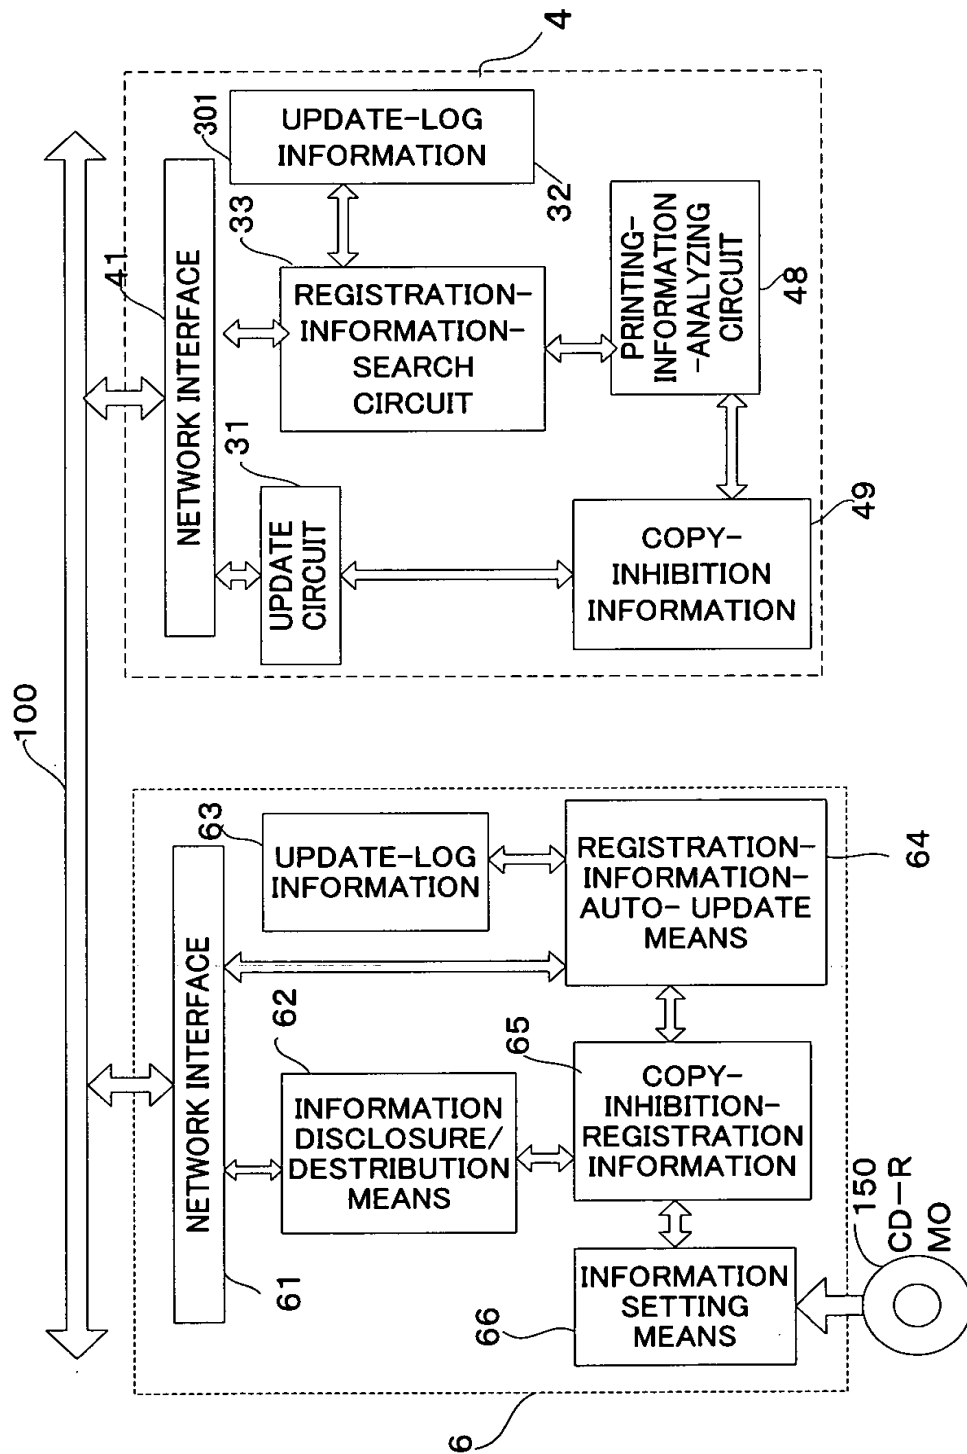 100
6
61
NETWORK INTERFACE
62
INFORMATION
DISCLOSURE/
DESTRIBUTION
MEANS
63
UPDATE-LOG
INFORMATION
66
INFORMATION
SETTING
MEANS
65
COPY-
INHIBITION-
REGISTRATION
INFORMATION
REGISTRATION-
INFORMATION-
AUTO- UPDATE
MEANS
64
150
CD-R
MO
4
41
NETWORK INTERFACE
31
UPDATE
CIRCUIT
33
REGISTRATION-
INFORMATION-
SEARCH
CIRCUIT
301
UPDATE-LOG
INFORMATION
32
COPY-
INHIBITION
INFORMATION
49
PRINTING-
INFORMATION
-ANALYZING
CIRCUIT
48